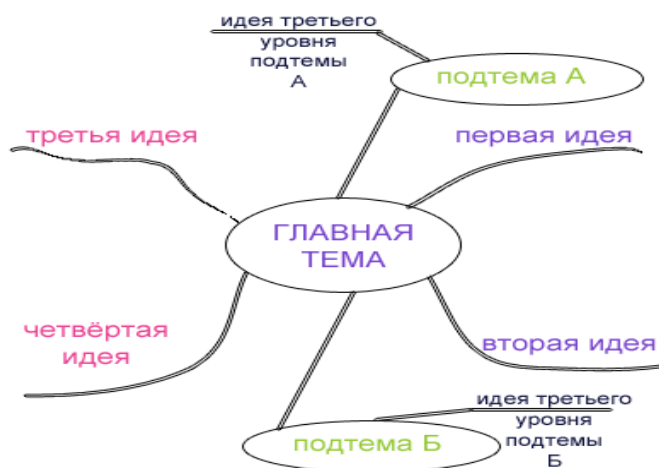 идея третьего
уровня
подтемы
А
подтема А
третья идея
первая идея
ГЛАВНАЯ
ТЕМА
четвёртая
идея
вторая идея
идея третьего
уровня
подтемы
Б
подтема Б